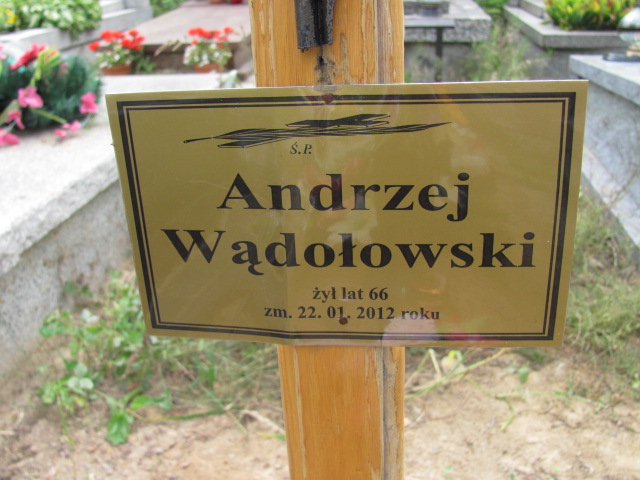 Ś.P.
Andrzej
Wądołowski
żył lat 66
zm. 22. 01. 2012 roku